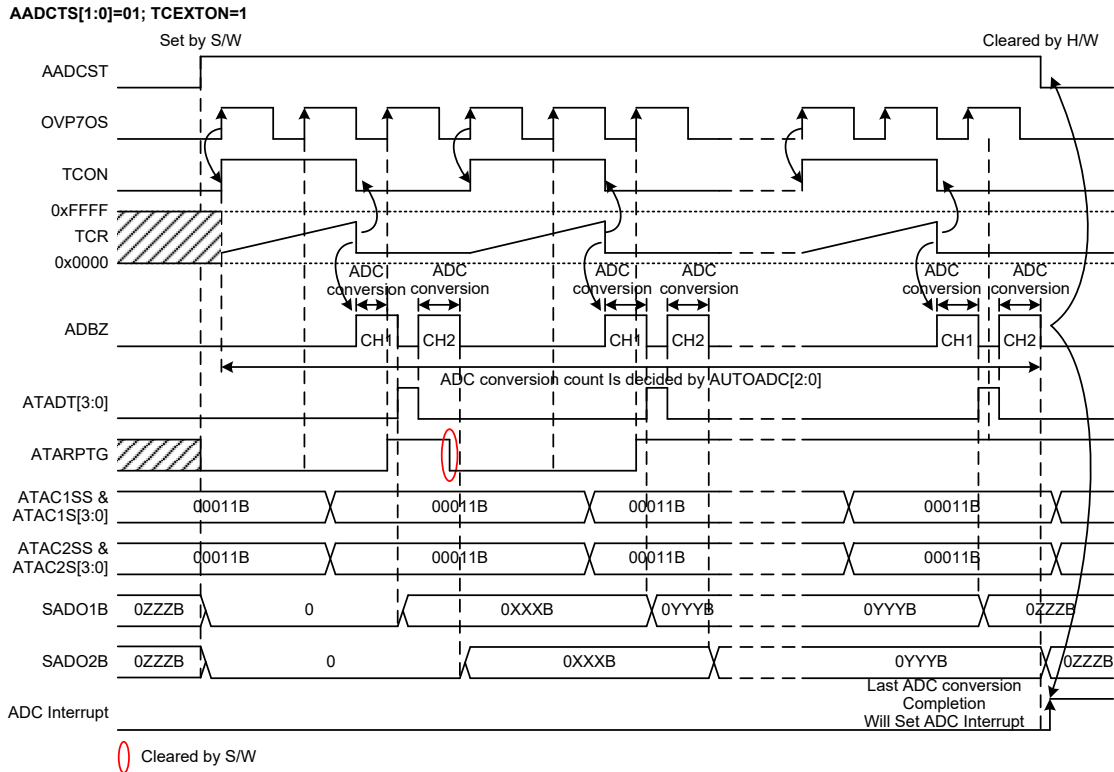 AADCTS[1:0]=01; TCEXTON=1
Set by S/W
Cleared by H/W
AADCST
OVP7OS
TCON
0xFFFF
TCR
0x0000
ADC
conversion
ADC
conversion
ADC
conversion
ADC
conversion
ADC
conversion
ADC
conversion
ADBZ
CH1
CH2
CH1
CH2
CH1
CH2
ADC conversion count Is decided by AUTOADC[2:0]
ATADT[3:0]
ATARPTG
ATAC1SS &
ATAC1S[3:0]
00011B
00011B
00011B
00011B
ATAC2SS &
ATAC2S[3:0]
00011B
00011B
00011B
00011B
SADO1B
0ZZZB
0
0XXXB
0YYYB
0YYYB
0ZZZB
SADO2B
0ZZZB
0
0XXXB
0YYYB
0ZZZB
Last ADC conversion
Completion
Will Set ADC Interrupt
ADC Interrupt
Cleared by S/W